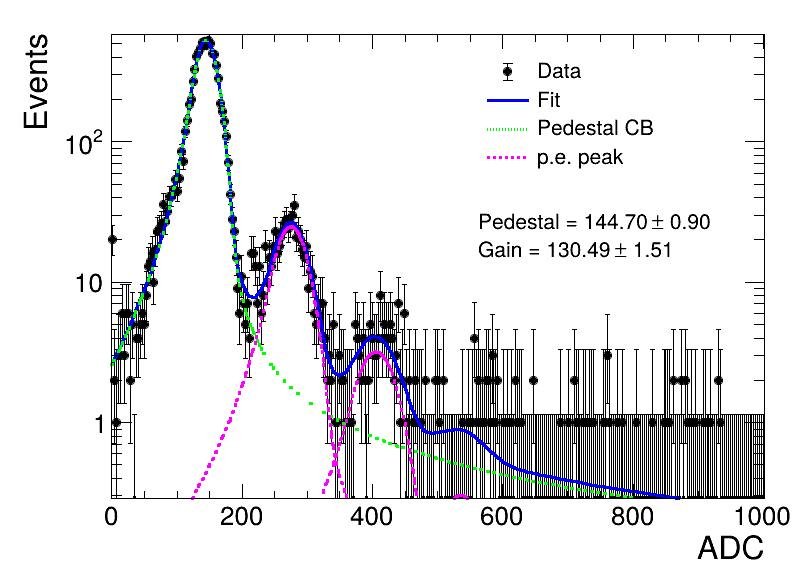 Events
10²
10
1
Data
Fit
Pedestal CB
p.e. peak
Pedestal = 144.70 ± 0.90
Gain = 130.49 ± 1.51
0 200 400 600 800 1000
ADC